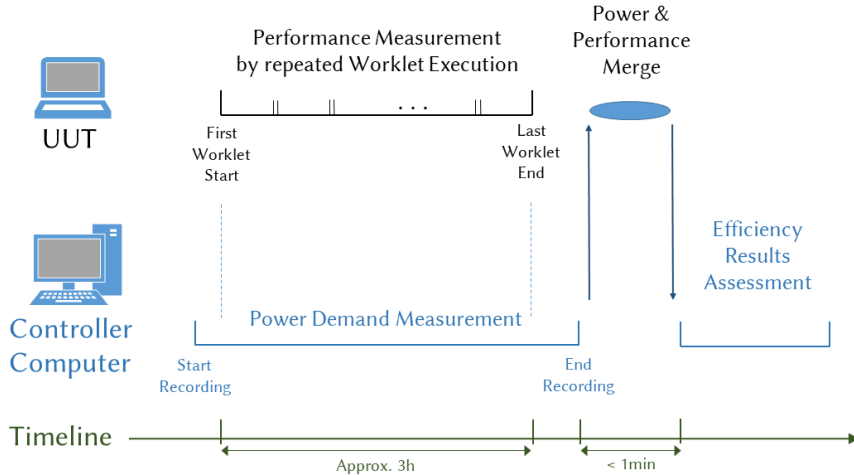 Performance Measurement
by repeated Worklet Execution
Power &
Performance
Merge
. . .
UUT
First
Worklet
Start
Last
Worklet
End
Efficiency
Results
Assessment
Controller
Computer
Power Demand Measurement
Start
Recording
End
Recording
Timeline
Approx. 3h
< 1min